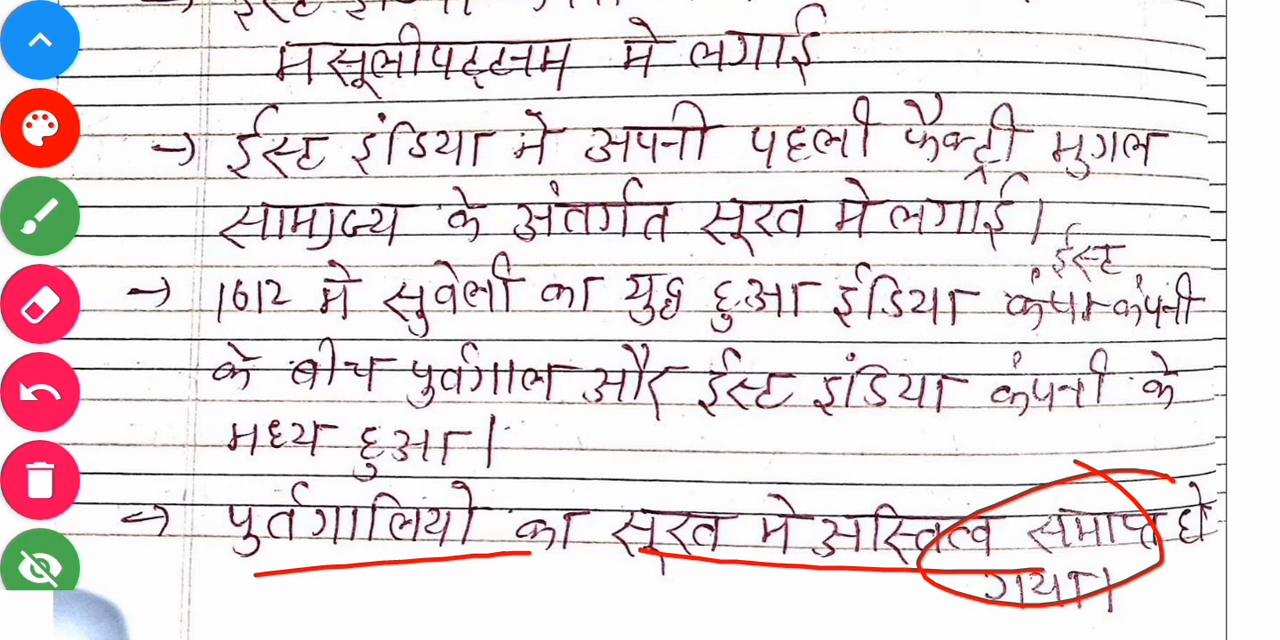 मसूलीपट्टनम मे लगाई
→ ईस्ट इंडिया मे अपनी पहली फैक्ट्री मुगल
सामाज्य के अंतर्गत सूरत मे लगाई।
ईस्ट
→ 1612 मे सुवेली का युद्ध हुआ इंडिया कंपनी
के बीच पुर्तगाल और ईस्ट इंडिया कंपनी के
मध्य हुआ।
→ पुर्तगालियो का सूरत मे अस्तित्व समाप्त हो
गया।